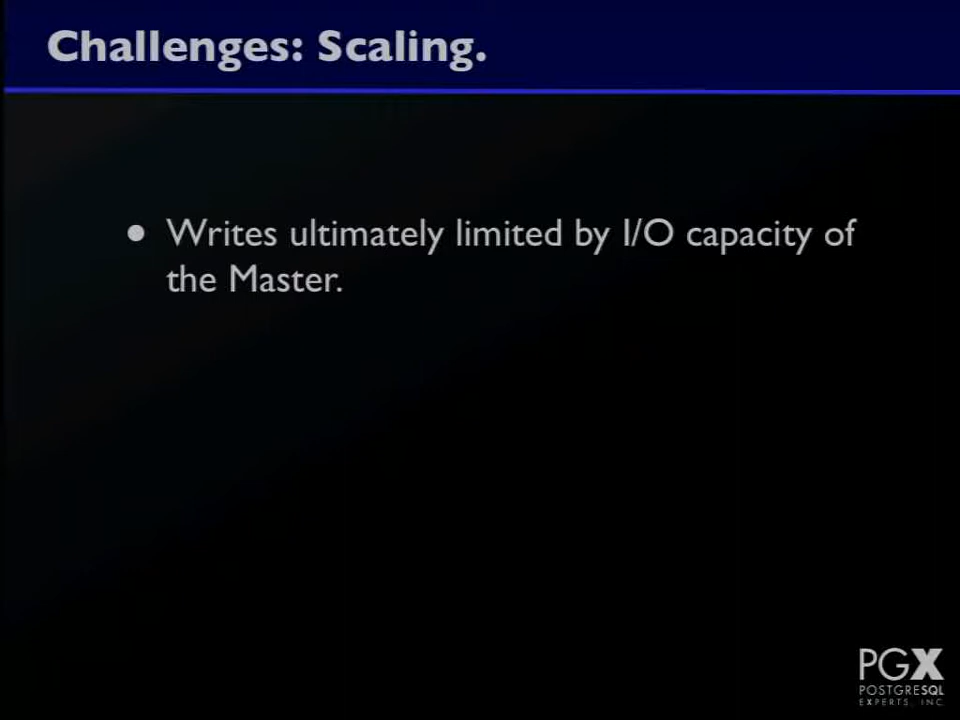 Challenges: Scaling.
• Writes ultimately limited by I/O capacity of
the Master.
PGX
POSTGRESQL
EXPERTS, INC.